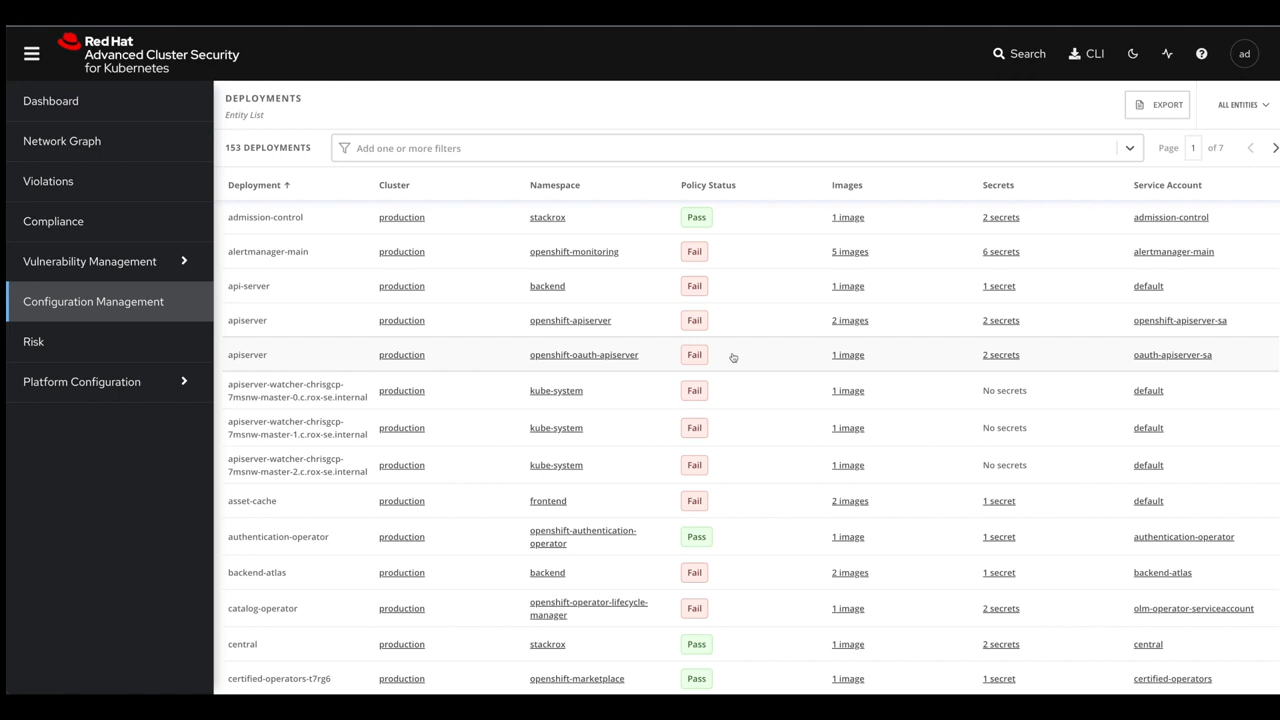 Red Hat
Advanced Cluster Security
for Kubernetes
Search
CLI
?
ad
Dashboard
Network Graph
Violations
Compliance
Vulnerability Management
Configuration Management
Risk
Platform Configuration
DEPLOYMENTS
Entity List
EXPORT
ALL ENTITIES
153 DEPLOYMENTS
Add one or more filters
Page 1 of 7
Deployment Cluster Namespace Policy Status Images Secrets Service Account
admission-control production stackrox Pass 1 image 2 secrets admission-control
alertmanager-main production openshift-monitoring Fail 5 images 6 secrets alertmanager-main
api-server production backend Fail 1 image 1 secret default
apiserver production openshift-apiserver Fail 2 images 2 secrets openshift-apiserver-sa
apiserver production openshift-oauth-apiserver Fail 1 image 2 secrets oauth-apiserver-sa
apiserver-watcher-chrisgcp-
7msnw-master-0.c.rox-se.internal production kube-system Fail 1 image No secrets default
apiserver-watcher-chrisgcp-
7msnw-master-1.c.rox-se.internal production kube-system Fail 1 image No secrets default
apiserver-watcher-chrisgcp-
7msnw-master-2.c.rox-se.internal production kube-system Fail 1 image No secrets default
asset-cache production frontend Fail 2 images 1 secret default
authentication-operator production openshift-authentication-
operator Pass 1 image 1 secret authentication-operator
backend-atlas production backend Fail 2 images 1 secret backend-atlas
catalog-operator production openshift-operator-lifecycle-
manager Fail 1 image 2 secrets olm-operator-serviceaccount
central production stackrox Pass 1 image 2 secrets central
certified-operators-t7rg6 production openshift-marketplace Pass 1 image 1 secret certified-operators